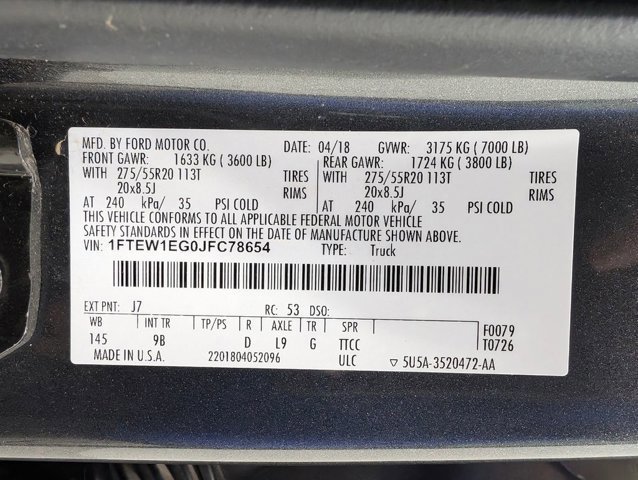 MFD. BY FORD MOTOR CO. DATE: 04/18 GVWR: 3175 KG ( 7000 LB)
FRONT GAWR: 1633 KG ( 3600 LB) REAR GAWR: 1724 KG ( 3800 LB)
WITH 275/55R20 113T TIRES WITH 275/55R20 113T TIRES
20x8.5J RIMS 20x8.5J RIMS
AT 240 kPa/ 35 PSI COLD AT 240 kPa/ 35 PSI COLD
THIS VEHICLE CONFORMS TO ALL APPLICABLE FEDERAL MOTOR VEHICLE
SAFETY STANDARDS IN EFFECT ON THE DATE OF MANUFACTURE SHOWN ABOVE.
VIN: 1FTEW1EG0JFC78654 TYPE: Truck
EXT PNT: J7 RC: 53 DSO:
WB INT TR TP/PS R AXLE TR SPR F0079
145 9B D L9 G TTCC T0726
MADE IN U.S.A. 2201804052096 ULC ▽ 5U5A-3520472-AA